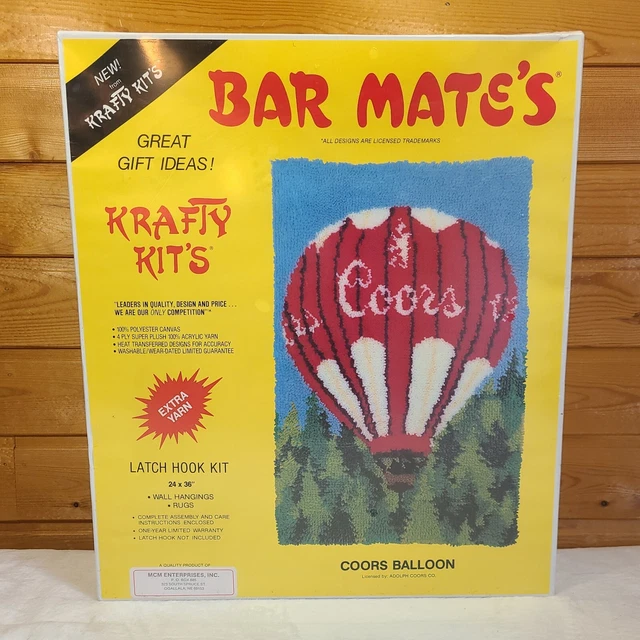 NEW!
from
KRAFTY KIT'S
BAR MATE'S®
*ALL DESIGNS ARE LICENSED TRADEMARKS
GREAT
GIFT IDEAS!
KRAFTY
KIT'S®
"LEADERS IN QUALITY, DESIGN AND PRICE . . .
WE ARE OUR ONLY COMPETITION"
• 100% POLYESTER CANVAS
• 4 PLY SUPER PLUSH 100% ACRYLIC YARN
• HEAT TRANSFERRED DESIGNS FOR ACCURACY
• WASHABLE/WEAR-DATED LIMITED GUARANTEE
EXTRA
YARN
Coors
LATCH HOOK KIT
24 x 36"
• WALL HANGINGS
• RUGS
• COMPLETE ASSEMBLY AND CARE
INSTRUCTIONS ENCLOSED
• ONE-YEAR LIMITED WARRANTY
• LATCH HOOK NOT INCLUDED
A QUALITY PRODUCT OF
MCM ENTERPRISES, INC.
COORS BALLOON
Licensed by: ADOLPH COORS CO.